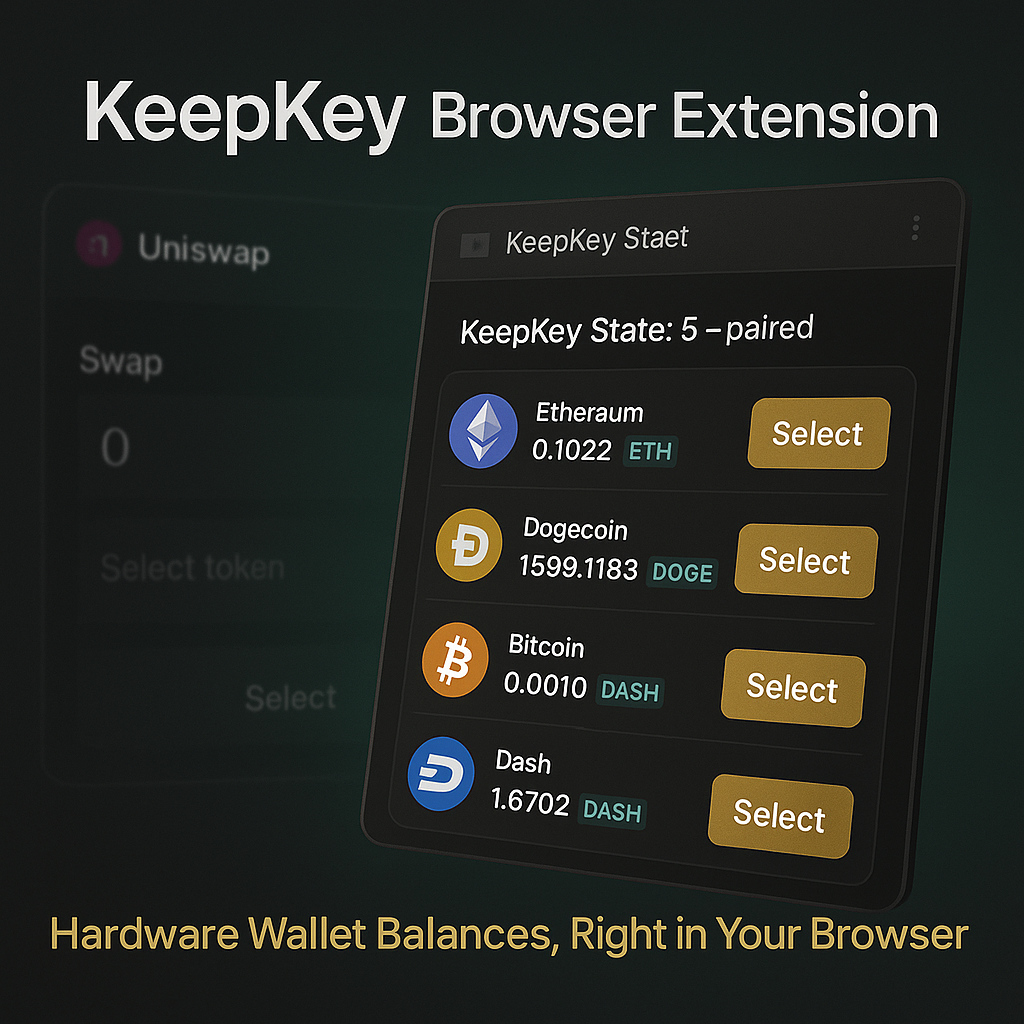 KeepKey Browser Extension
Uniswap
Swap
0
Select token
Select
KeepKey Staet
KeepKey State: 5 – paired
Etheraum
0.1022 ETH
Select
Dogecoin
1599.1183 DOGE
Select
Bitcoin
0.0010 DASH
Select
Dash
1.6702 DASH
Select
Hardware Wallet Balances, Right in Your Browser